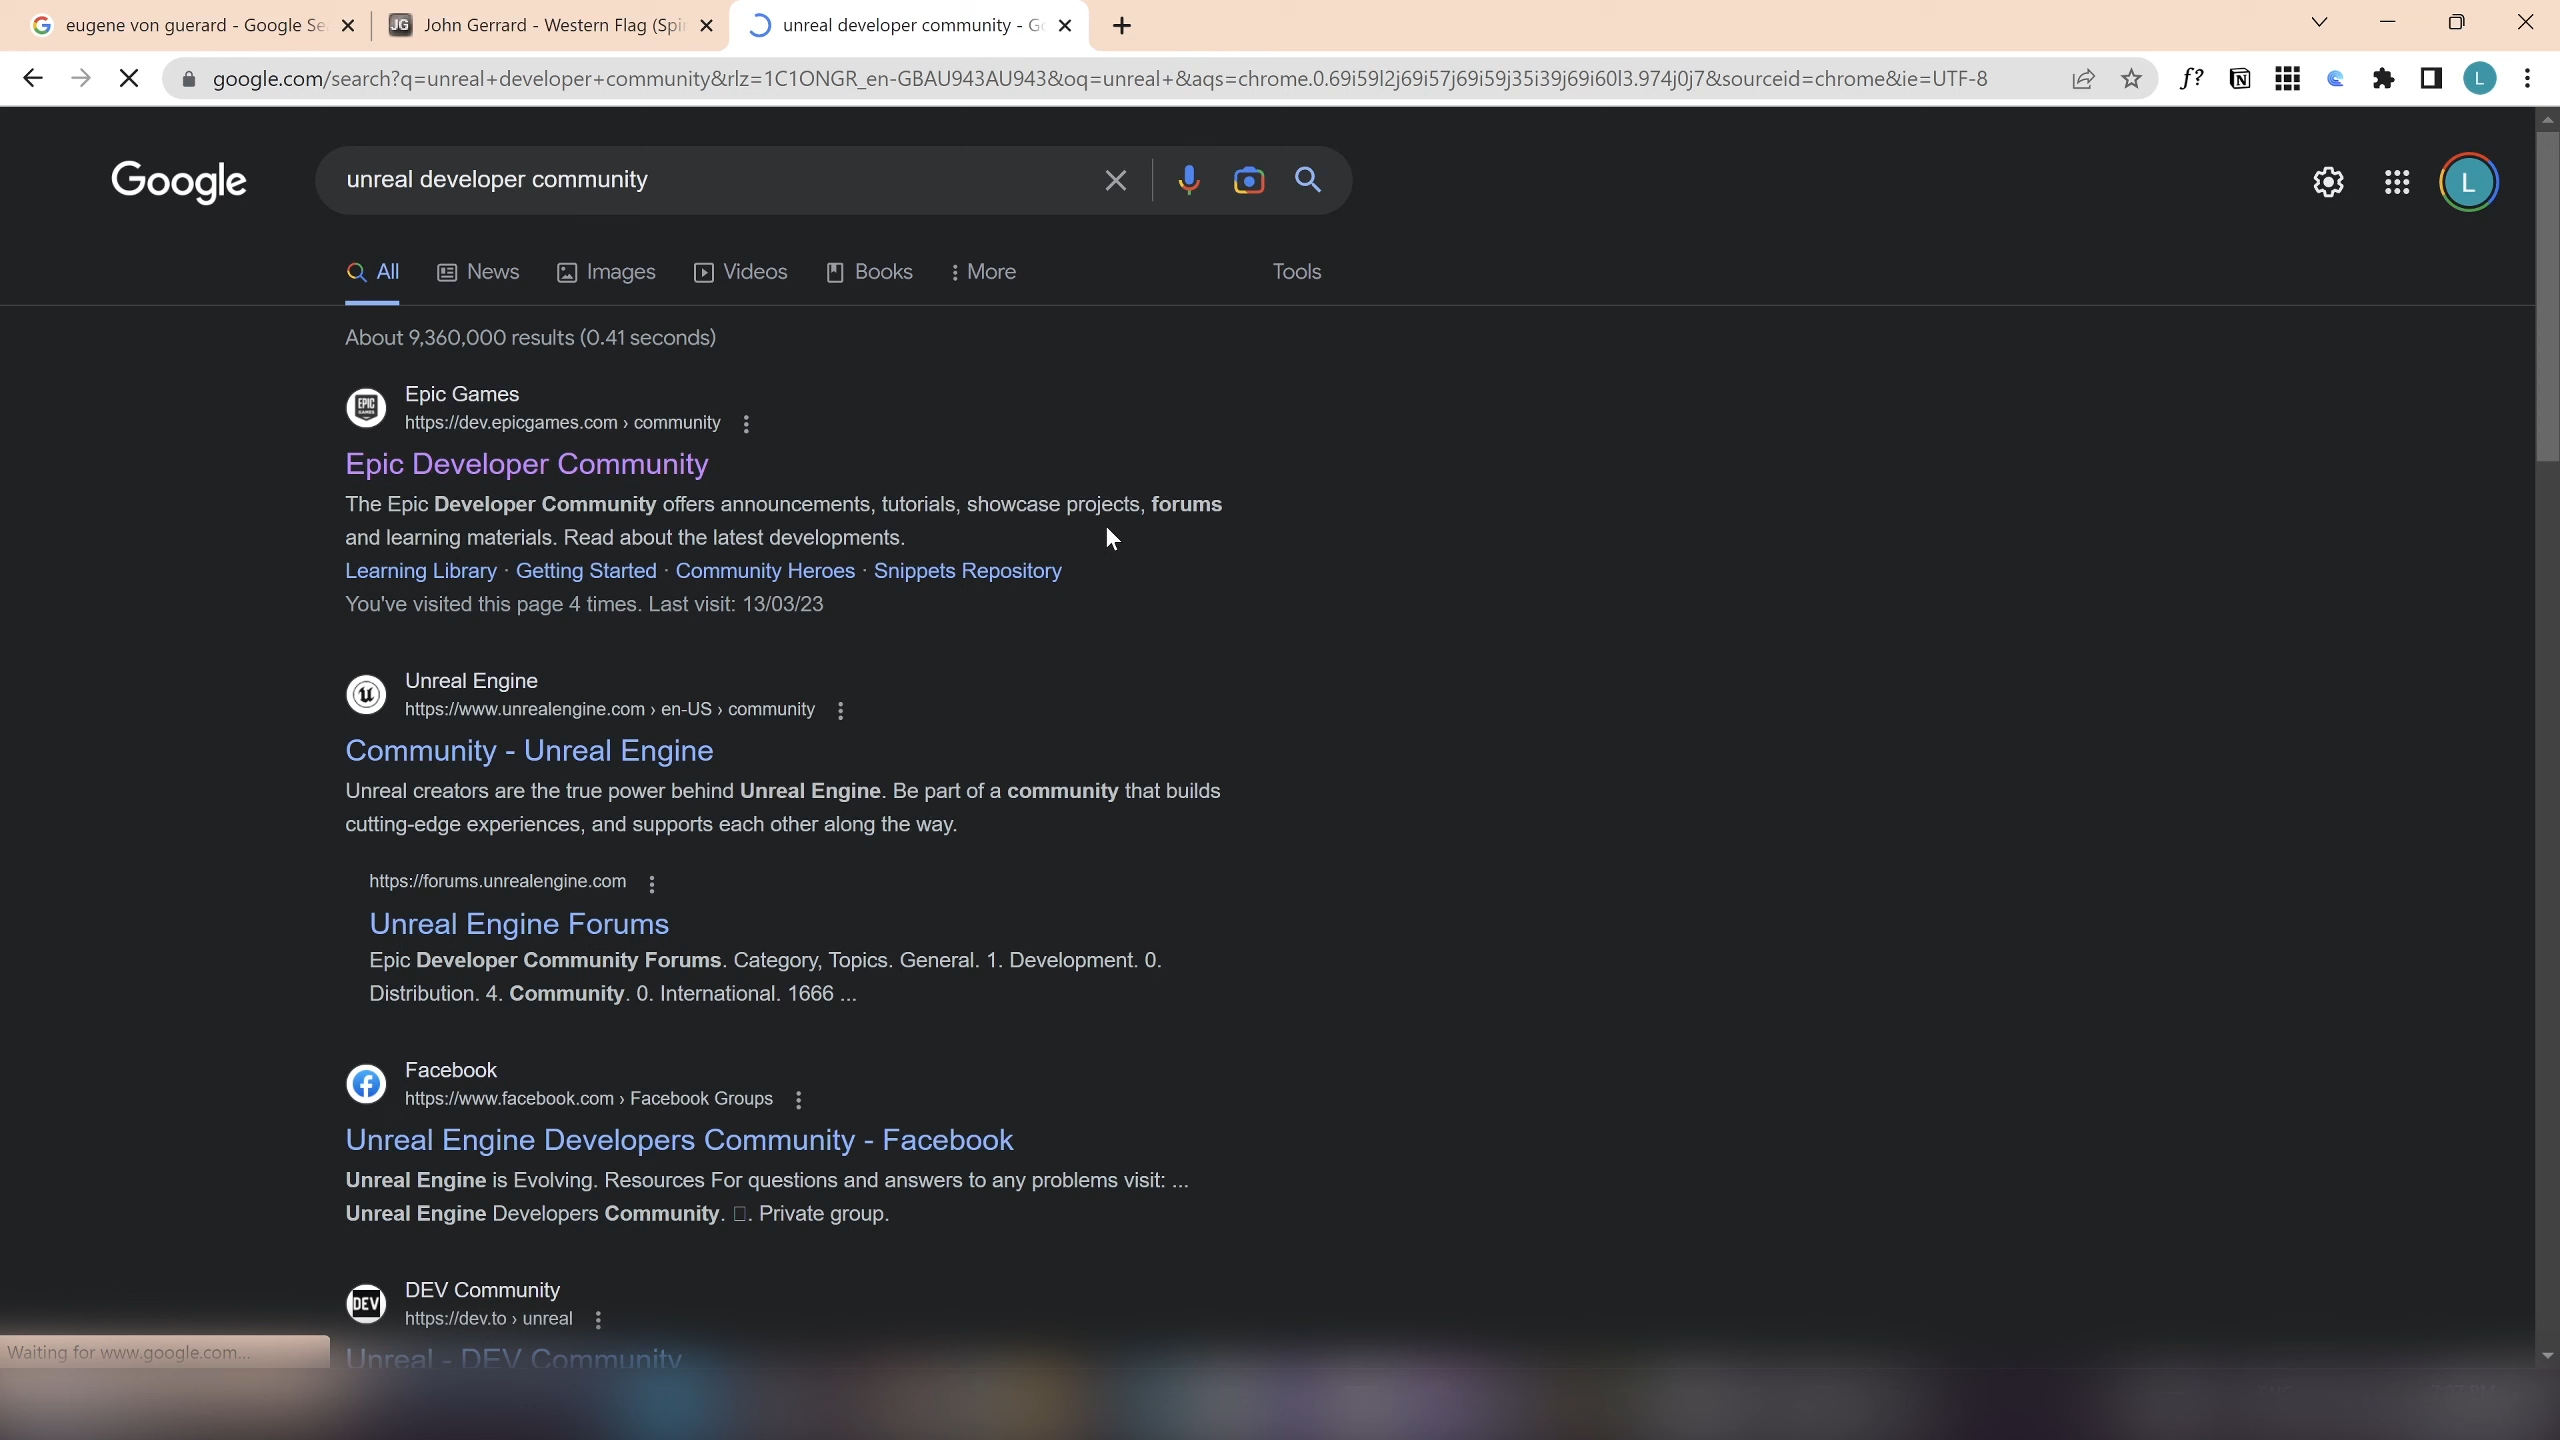 eugene von guerard - Google Se
John Gerrard - Western Flag (Spi
unreal developer community - G
google.com/search?q=unreal+developer+community&rlz=1C1ONGR_en-GBAU943AU943&oq=unreal+&aqs=chrome.0.69i59l2j69i57j69i59j35i39j69i60l3.974j0j7&sourceid=chrome&ie=UTF-8
f?
L
Google
unreal developer community
L
All
News
Images
Videos
Books
More
Tools
About 9,360,000 results (0.41 seconds)
EPIC GAMES
Epic Games
https://dev.epicgames.com › community
Epic Developer Community
The Epic Developer Community offers announcements, tutorials, showcase projects, forums
and learning materials. Read about the latest developments.
Learning Library · Getting Started · Community Heroes · Snippets Repository
You've visited this page 4 times. Last visit: 13/03/23
Unreal Engine
https://www.unrealengine.com › en-US › community
Community - Unreal Engine
Unreal creators are the true power behind Unreal Engine. Be part of a community that builds
cutting-edge experiences, and supports each other along the way.
https://forums.unrealengine.com
Unreal Engine Forums
Epic Developer Community Forums. Category, Topics. General. 1. Development. 0.
Distribution. 4. Community. 0. International. 1666 ...
Facebook
https://www.facebook.com › Facebook Groups
Unreal Engine Developers Community - Facebook
Unreal Engine is Evolving. Resources For questions and answers to any problems visit: ...
Unreal Engine Developers Community. . Private group.
DEV
DEV Community
https://dev.to › unreal
Unreal - DEV Community
Waiting for www.google.com...